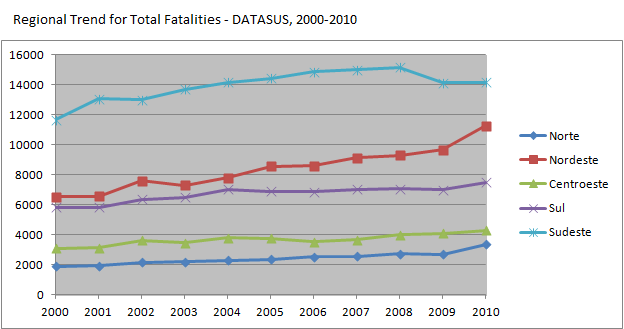 Regional Trend for Total Fatalities - DATASUS, 2000-2010
16000
14000
12000
10000
8000
6000
4000
2000
0
2000 2001 2002 2003 2004 2005 2006 2007 2008 2009 2010
Norte
Nordeste
Centroeste
Sul
Sudeste